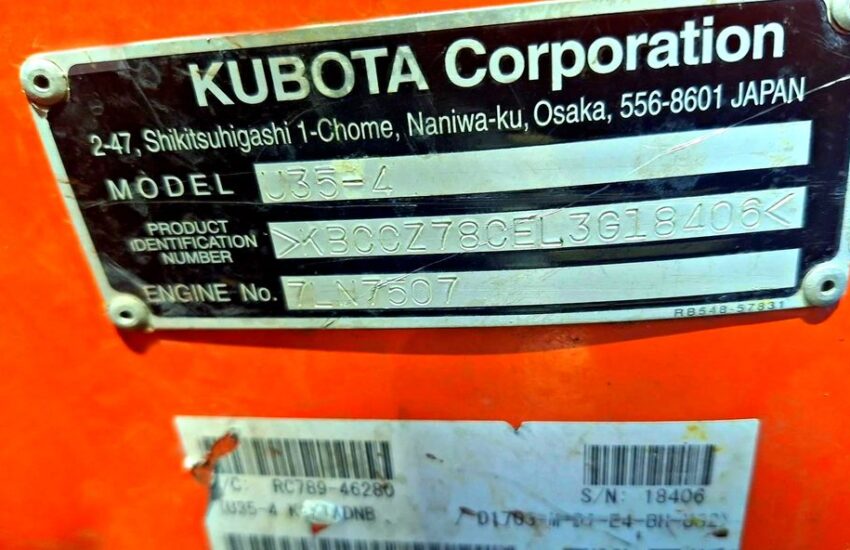 KUBOTA Corporation
2-47, Shikitsuhigashi 1-Chome, Naniwa-ku, Osaka, 556-8601 JAPAN
MODEL U35-4
PRODUCT
IDENTIFICATION
NUMBER >KBCCZ78CEL3G18406<
ENGINE No. 7LN7507
RB548-57831
/C: RC789-46280
S/N: 18406
U35-4